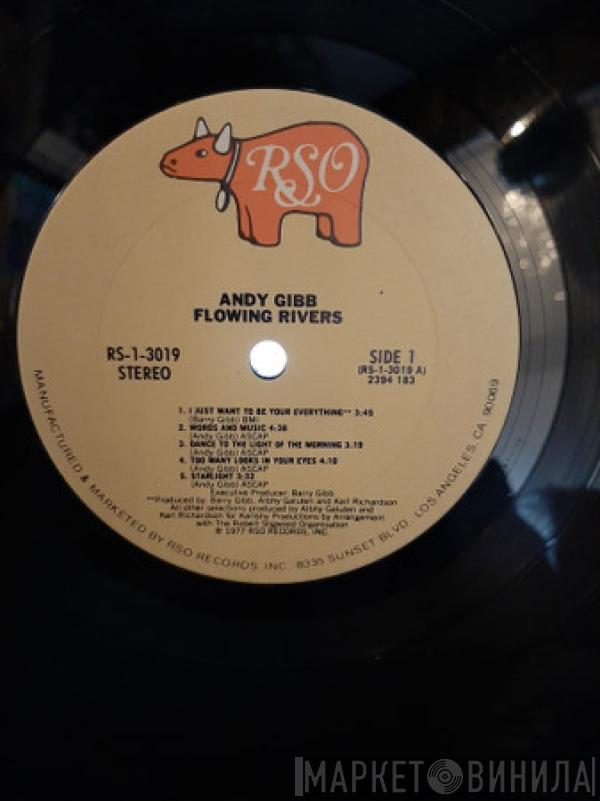 RSO
ANDY GIBB
FLOWING RIVERS
RS-1-3019
STEREO
SIDE 1
(RS-1-3019 A)
2394 183
1. I JUST WANT TO BE YOUR EVERYTHING** 3:45
(Barry Gibb) BMI
2. WORDS AND MUSIC 4:38
(Andy Gibb) ASCAP
3. DANCE TO THE LIGHT OF THE MORNING 3:19
(Andy Gibb) ASCAP
4. TOO MANY LOOKS IN YOUR EYES 4:10
(Andy Gibb) ASCAP
5. STARLIGHT 3:32
(Andy Gibb) ASCAP
Executive Producer: Barry Gibb
**Produced by: Barry Gibb, Albhy Galuten and Karl Richardson
All other selections produced by Albhy Galuten and
Karl Richardson for Karlbhy Productions by Arrangement
with The Robert Stigwood Organisation
℗ 1977 RSO RECORDS, INC.
MANUFACTURED & MARKETED BY RSO RECORDS INC. 8335 SUNSET BLVD. LOS ANGELES, CA. 90069
МАРКЕТ ВИНИЛА